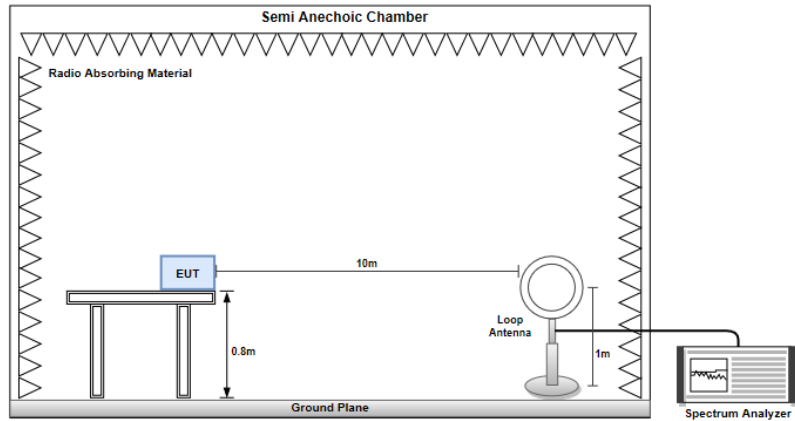 Semi Anechoic Chamber
Radio Absorbing Material
10m
EUT
Loop
Antenna
0.8m
1m
Ground Plane
Spectrum Analyzer